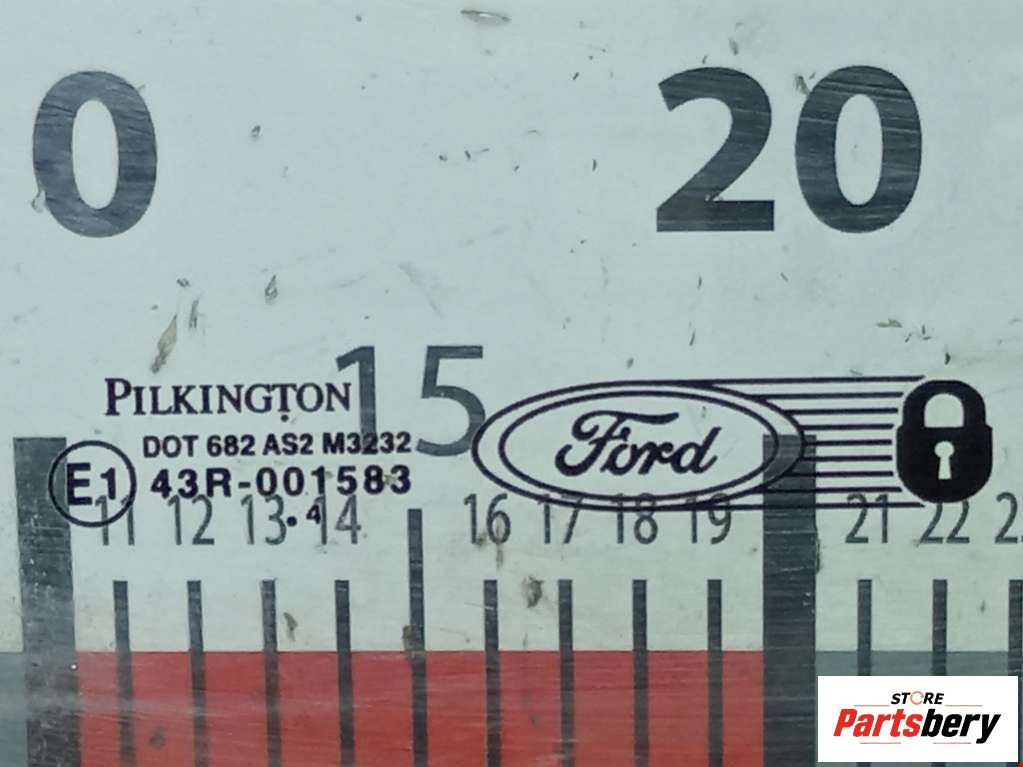 0 20
15
PILKINGTON
DOT 682 AS2 M3232
E1 43R-001583
Ford
. 4
11 12 13 14 16 17 18 19 21 22
STORE
Partsbery